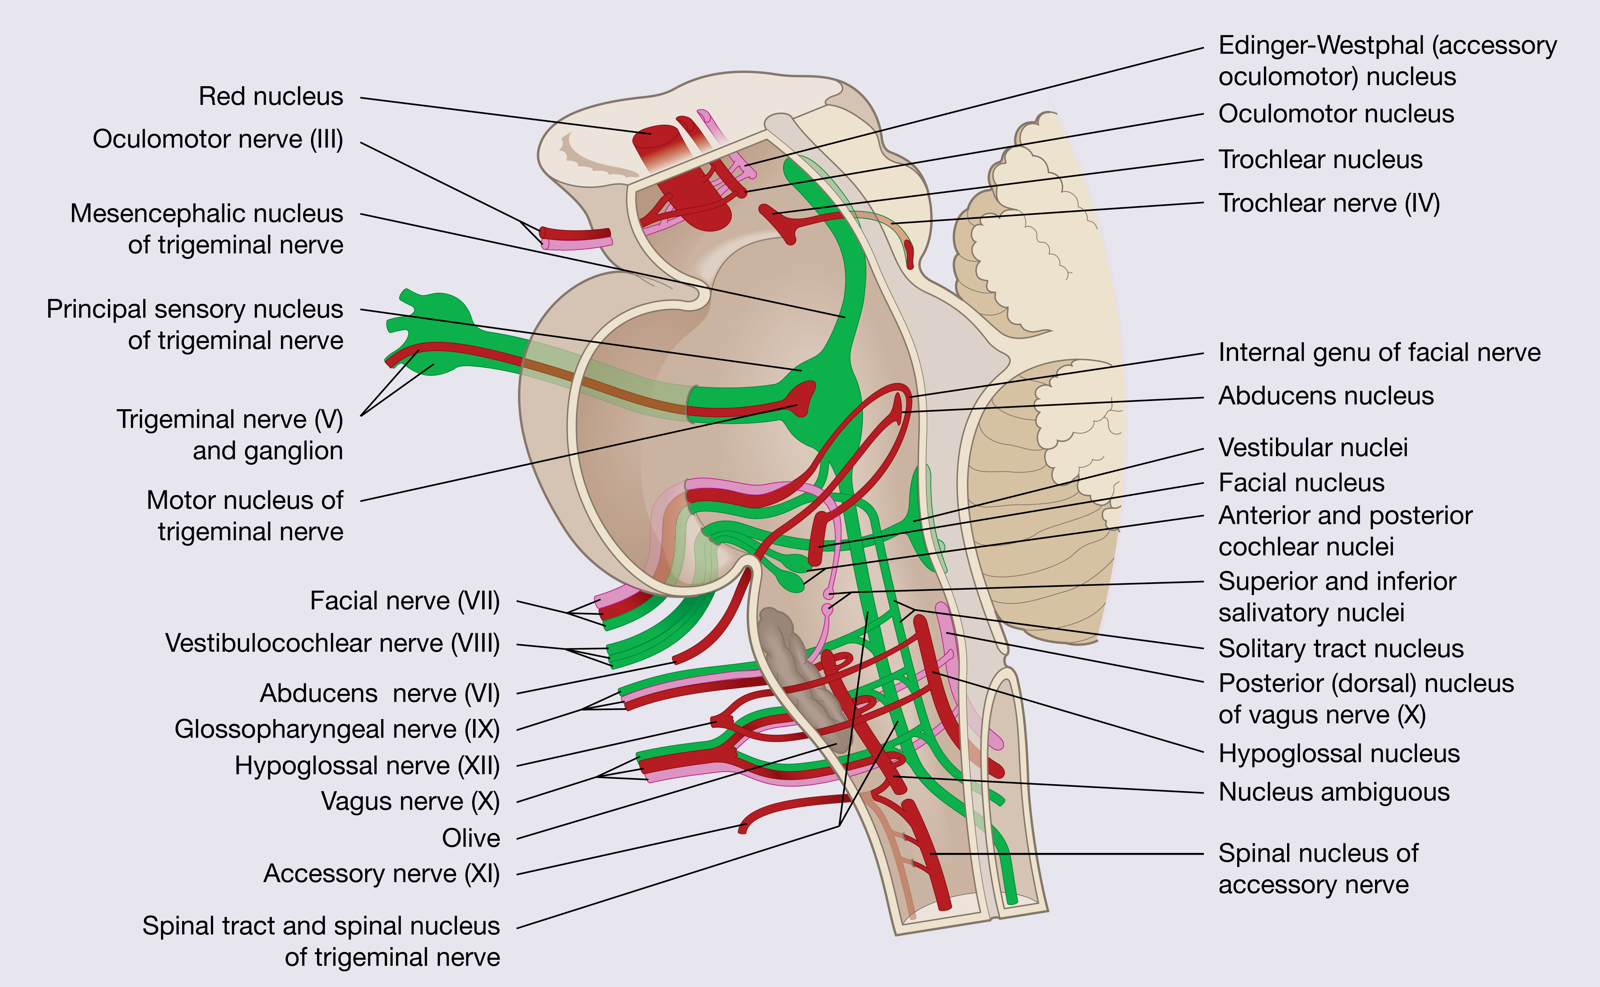 Red nucleus
Oculomotor nerve (III)
Mesencephalic nucleus
of trigeminal nerve
Principal sensory nucleus
of trigeminal nerve
Trigeminal nerve (V)
and ganglion
Motor nucleus of
trigeminal nerve
Facial nerve (VII)
Vestibulocochlear nerve (VIII)
Abducens nerve (VI)
Glossopharyngeal nerve (IX)
Hypoglossal nerve (XII)
Vagus nerve (X)
Olive
Accessory nerve (XI)
Spinal tract and spinal nucleus
of trigeminal nerve
Edinger-Westphal (accessory
oculomotor) nucleus
Oculomotor nucleus
Trochlear nucleus
Trochlear nerve (IV)
Internal genu of facial nerve
Abducens nucleus
Vestibular nuclei
Facial nucleus
Anterior and posterior
cochlear nuclei
Superior and inferior
salivatory nuclei
Solitary tract nucleus
Posterior (dorsal) nucleus
of vagus nerve (X)
Hypoglossal nucleus
Nucleus ambiguous
Spinal nucleus of
accessory nerve